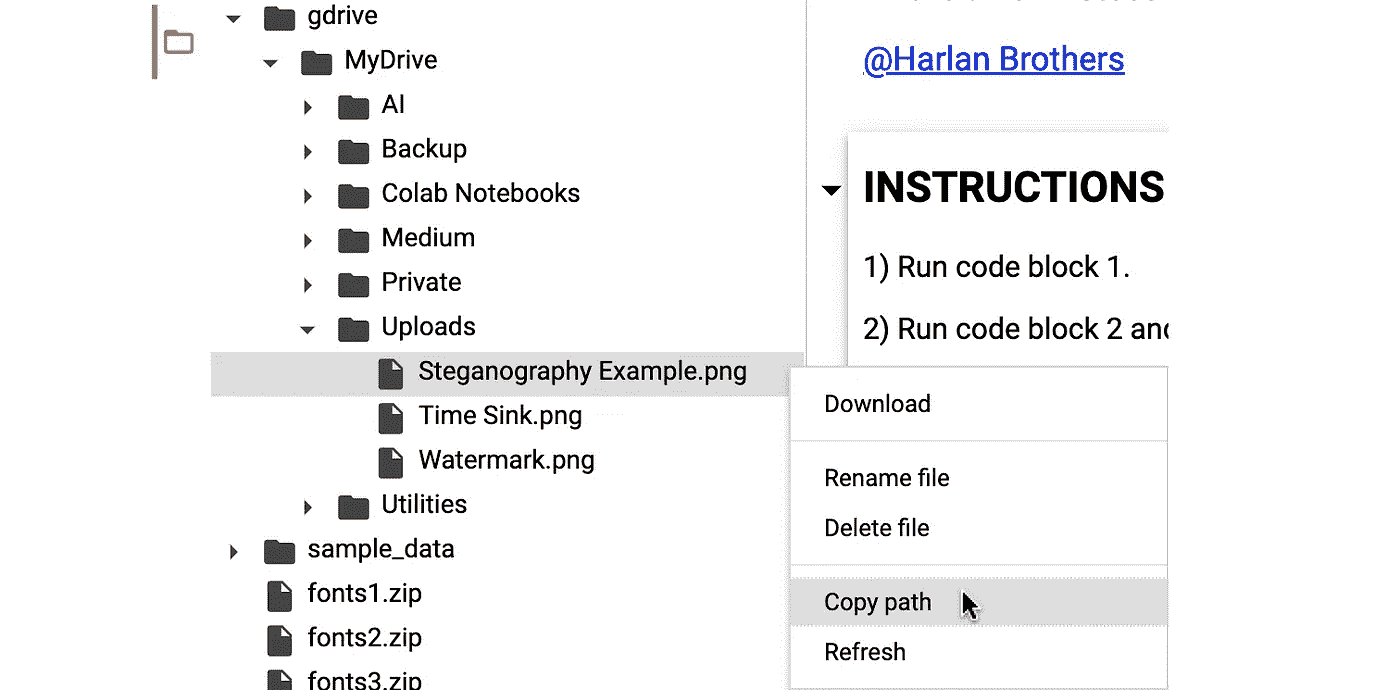 gdrive
MyDrive
AI
Backup
Colab Notebooks
Medium
Private
Uploads
Steganography Example.png
Time Sink.png
Watermark.png
Utilities
sample_data
fonts1.zip
fonts2.zip
fonts3.zip
@Harlan Brothers
INSTRUCTIONS
1) Run code block 1.
2) Run code block 2 and
Download
Rename file
Delete file
Copy path
Refresh